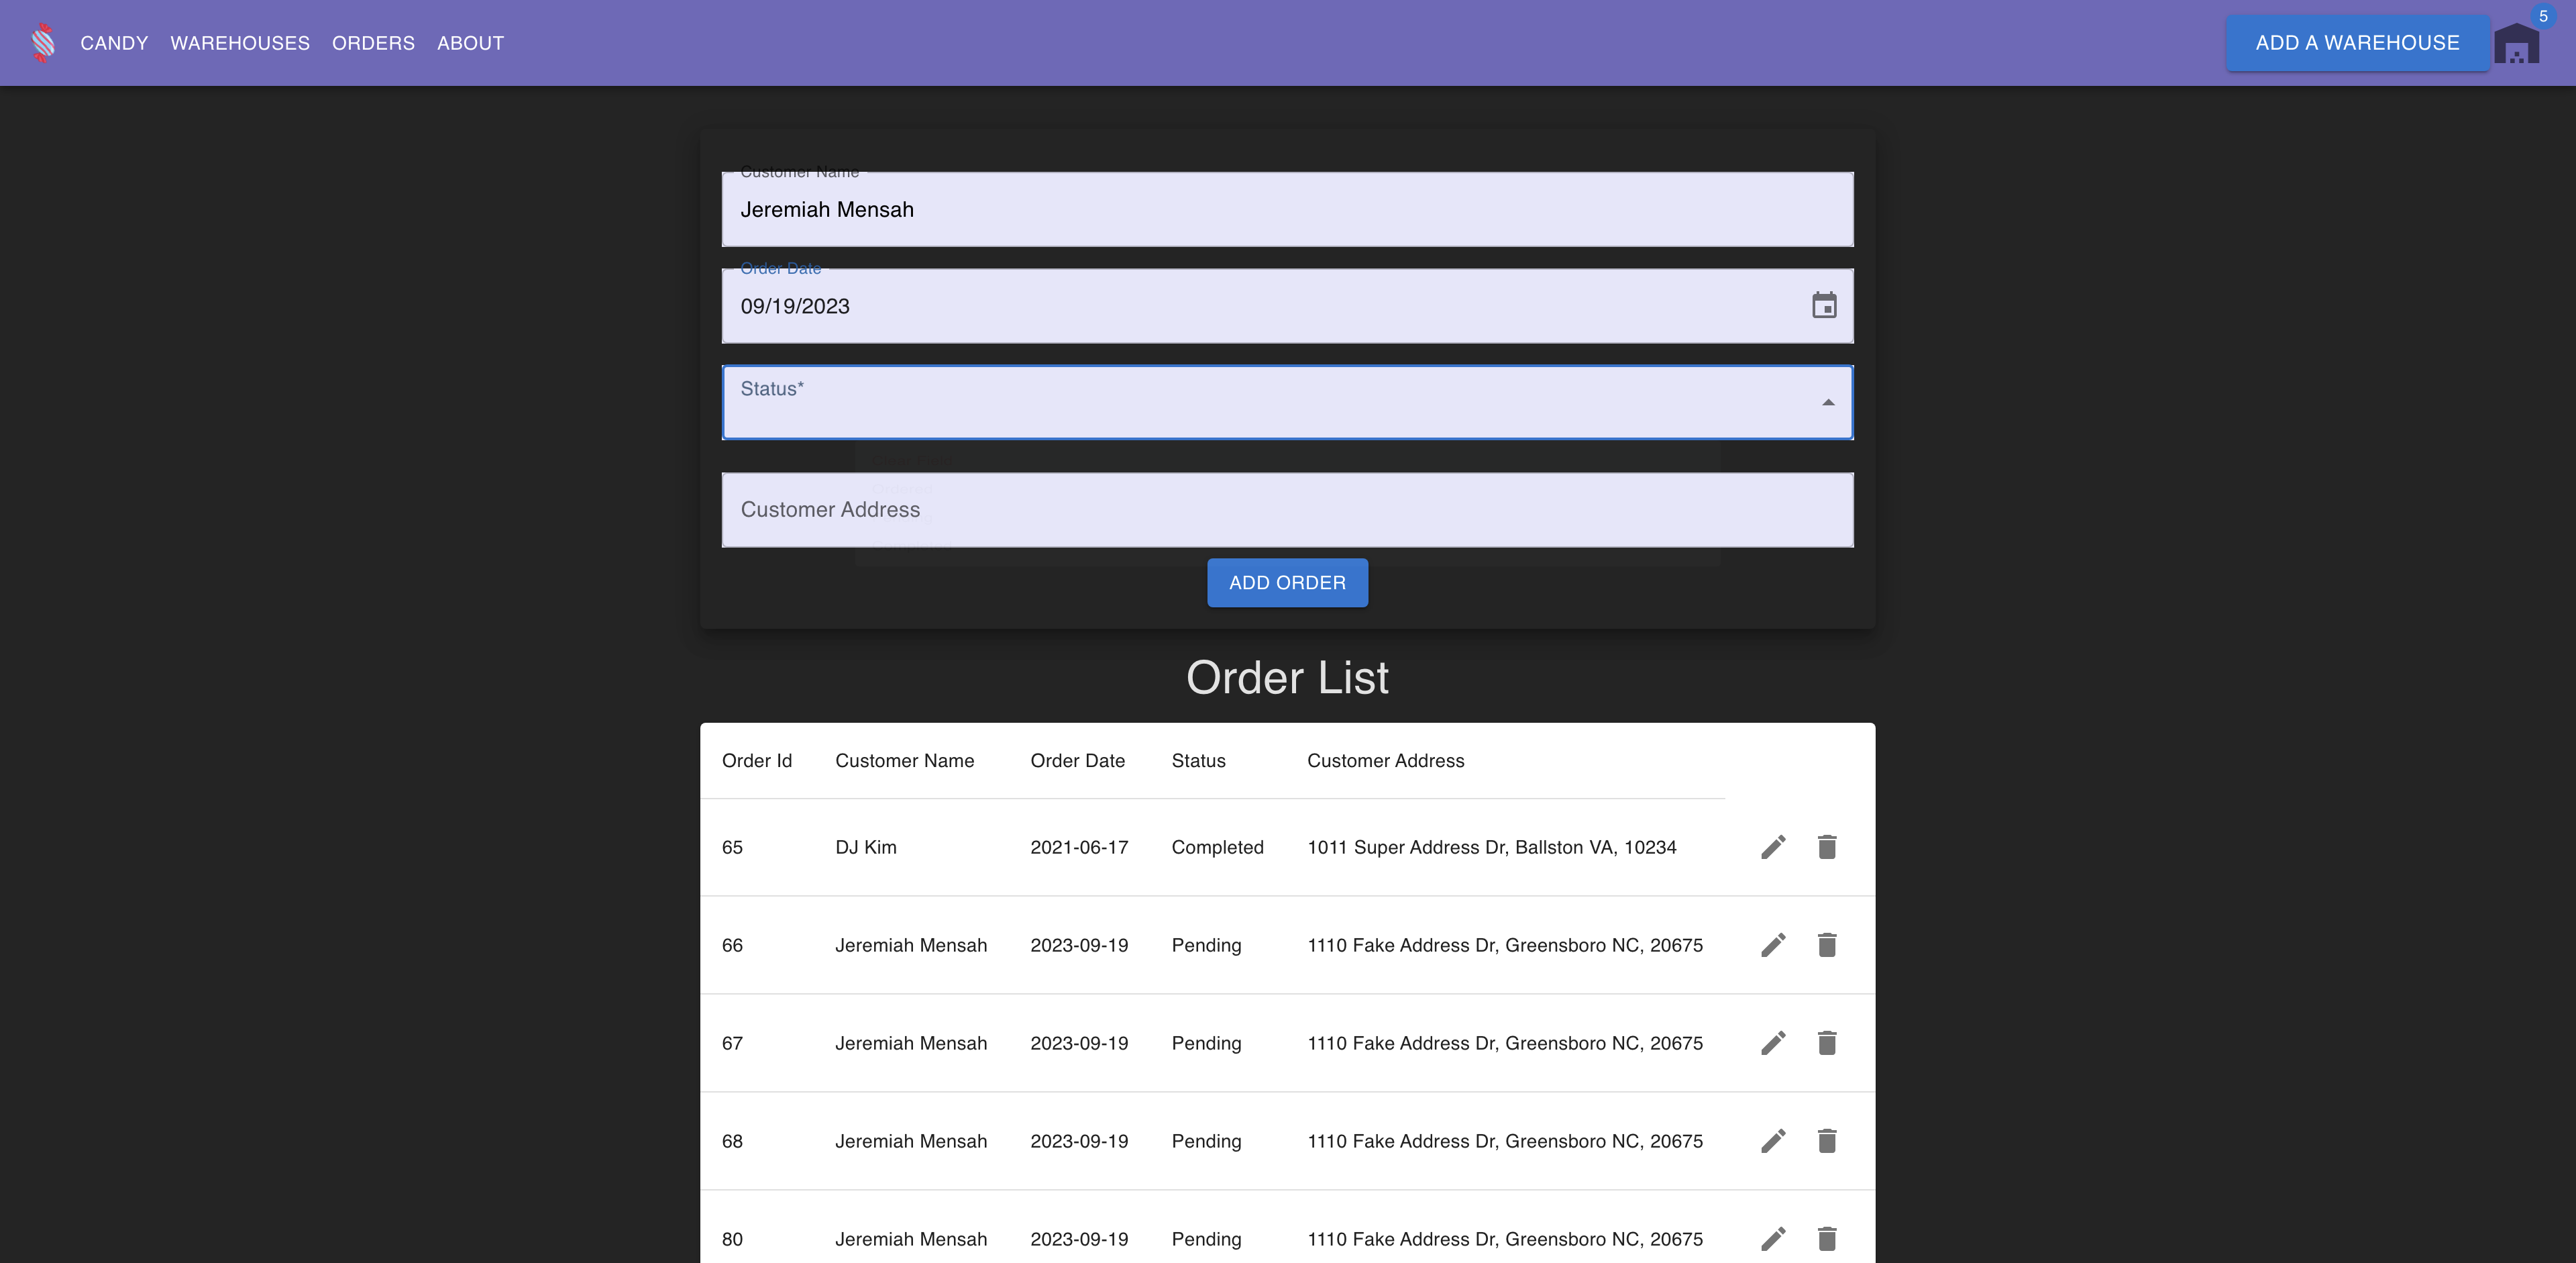 CANDY WAREHOUSES ORDERS ABOUT ADD A WAREHOUSE 5
Customer Name
Jeremiah Mensah
Order Date
09/19/2023
Status*
Customer Address
ADD ORDER
Order List
Order Id Customer Name Order Date Status Customer Address
65 DJ Kim 2021-06-17 Completed 1011 Super Address Dr, Ballston VA, 10234
66 Jeremiah Mensah 2023-09-19 Pending 1110 Fake Address Dr, Greensboro NC, 20675
67 Jeremiah Mensah 2023-09-19 Pending 1110 Fake Address Dr, Greensboro NC, 20675
68 Jeremiah Mensah 2023-09-19 Pending 1110 Fake Address Dr, Greensboro NC, 20675
80 Jeremiah Mensah 2023-09-19 Pending 1110 Fake Address Dr, Greensboro NC, 20675